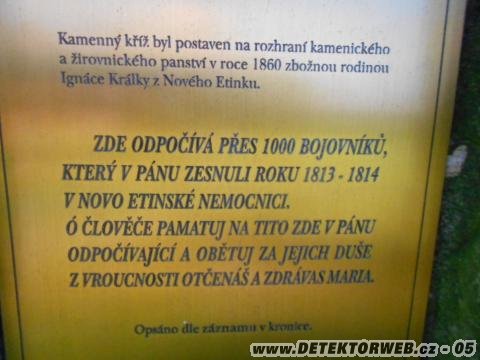 Kamenný kříž byl postaven na rozhraní kamenického
a žirovnického panství v roce 1860 zbožnou rodinou
Ignáce Králky z Nového Etinku.
ZDE ODPOČÍVÁ PŘES 1000 BOJOVNÍKŮ,
KTERÝ V PÁNU ZESNULI ROKU 1813 - 1814
V NOVO ETINSKÉ NEMOCNICI.
Ó ČLOVĚČE PAMATUJ NA TITO ZDE V PÁNU
ODPOČÍVAJÍCÍ A OBĚTUJ ZA JEJICH DUŠE
Z VROUCNOSTI OTČENÁŠ A ZDRÁVAS MARIA.
Opsáno dle záznamu v kronice.
WWW.DETEKTORWEB.cz - 05